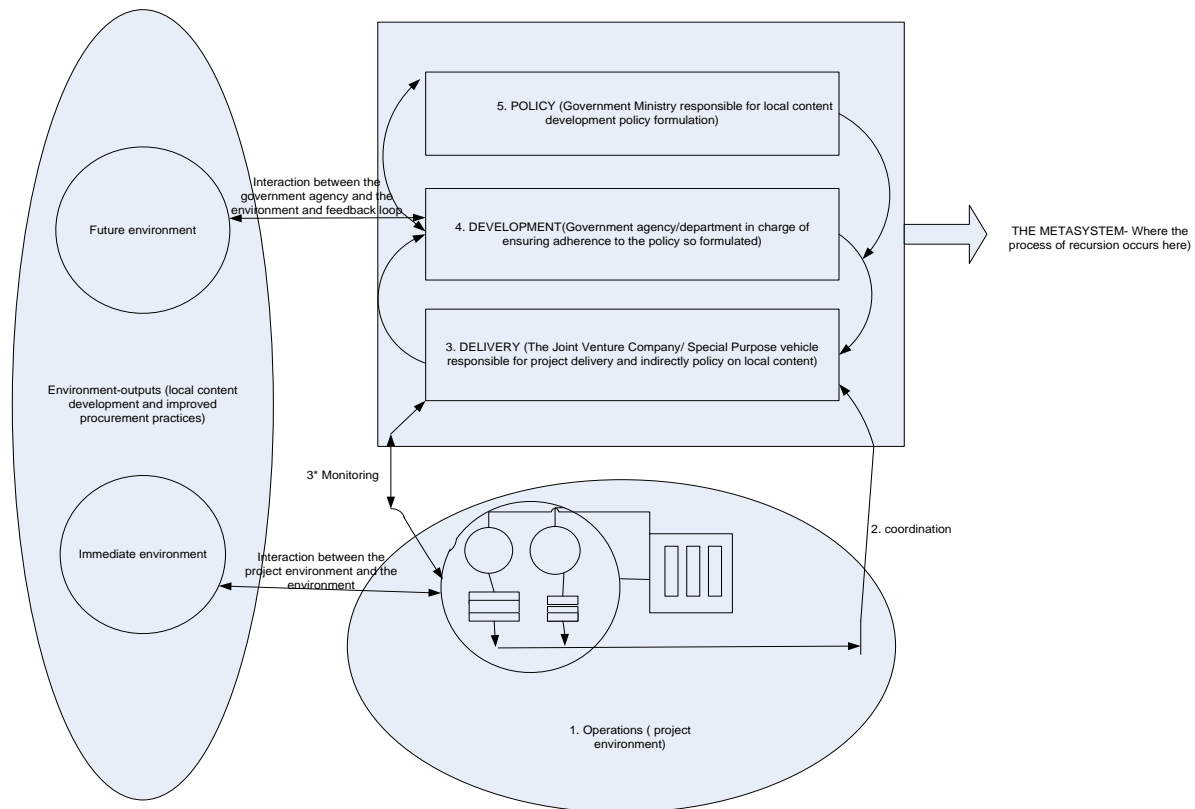 5. POLICY (Government Ministry responsible for local content
development policy formulation)
Interaction between the
government agency and the
environment and feedback loop
Future environment
4. DEVELOPMENT(Government agency/department in charge of
ensuring adherence to the policy so formulated)
THE METASYSTEM- Where the
process of recursion occurs here)
3. DELIVERY (The Joint Venture Company/ Special Purpose vehicle
responsible for project delivery and indirectly policy on local content)
Environment-outputs (local content
development and improved
procurement practices)
3* Monitoring
2. coordination
Immediate environment
Interaction between the
project environment and the
environment
1. Operations ( project
environment)